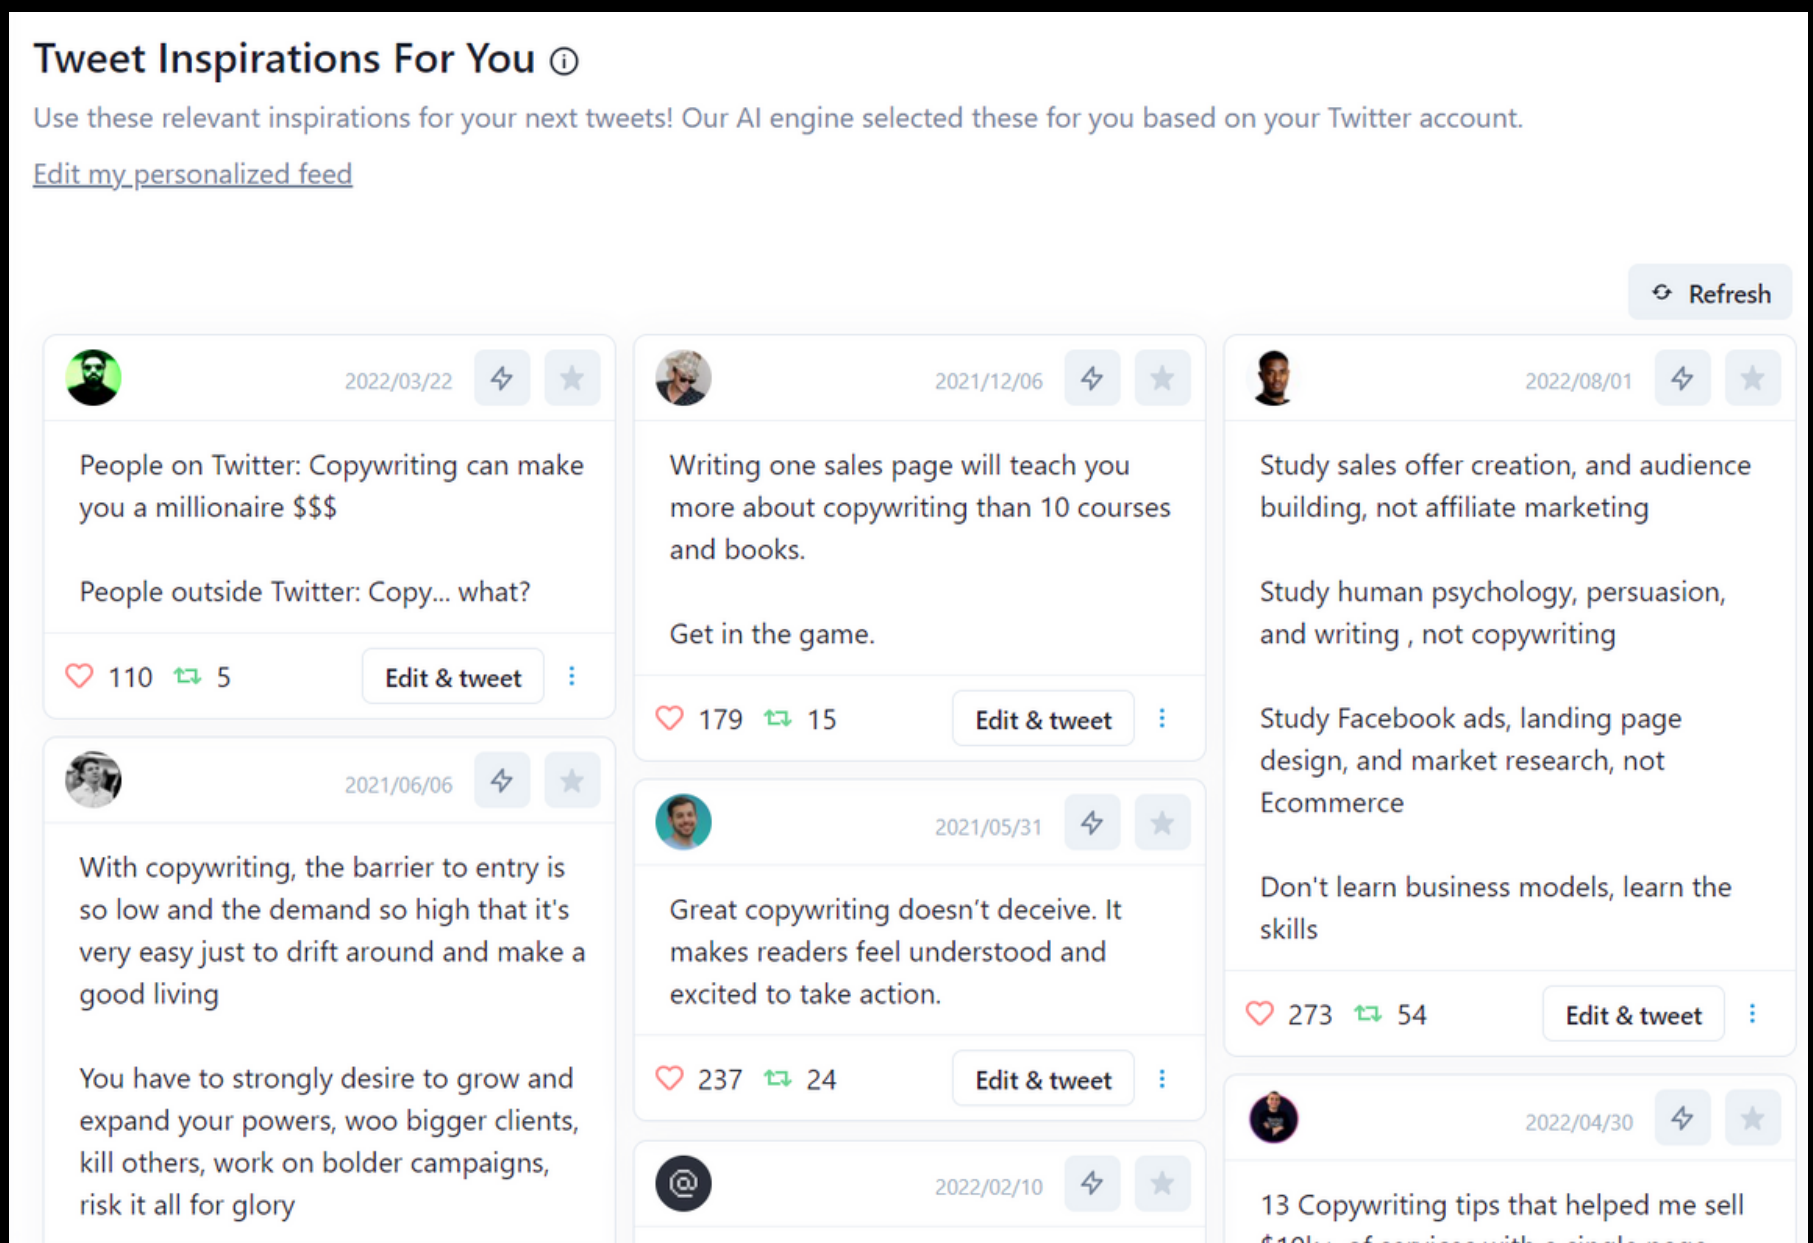 Tweet Inspirations For You
Use these relevant inspirations for your next tweets! Our AI engine selected these for you based on your Twitter account.
Edit my personalized feed
Refresh
2022/03/22
People on Twitter: Copywriting can make
you a millionaire $$$
People outside Twitter: Copy... what?
110 5 Edit & tweet
2021/06/06
With copywriting, the barrier to entry is
so low and the demand so high that it's
very easy just to drift around and make a
good living
You have to strongly desire to grow and
expand your powers, woo bigger clients,
kill others, work on bolder campaigns,
risk it all for glory
2021/12/06
Writing one sales page will teach you
more about copywriting than 10 courses
and books.
Get in the game.
179 15 Edit & tweet
2021/05/31
Great copywriting doesn’t deceive. It
makes readers feel understood and
excited to take action.
237 24 Edit & tweet
@
2022/02/10
2022/08/01
Study sales offer creation, and audience
building, not affiliate marketing
Study human psychology, persuasion,
and writing , not copywriting
Study Facebook ads, landing page
design, and market research, not
Ecommerce
Don't learn business models, learn the
skills
273 54 Edit & tweet
2022/04/30
13 Copywriting tips that helped me sell
of services with a single page